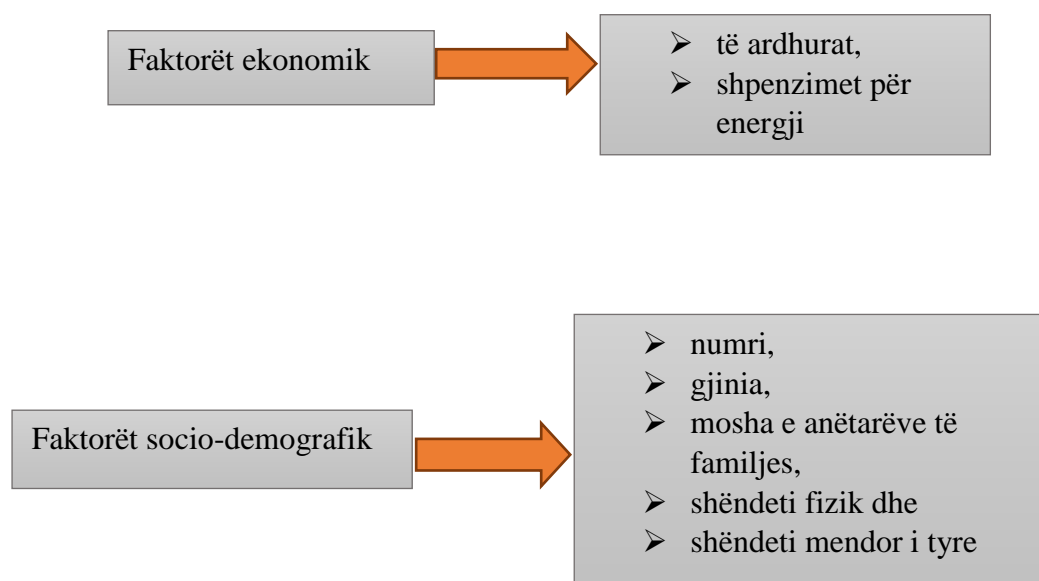 Faktorët ekonomik
➢ të ardhurat,
➢ shpenzimet për
energji
Faktorët socio-demografik
➢ numri,
➢ gjinia,
➢ mosha e anëtarëve të
familjes,
➢ shëndeti fizik dhe
➢ shëndeti mendor i tyre